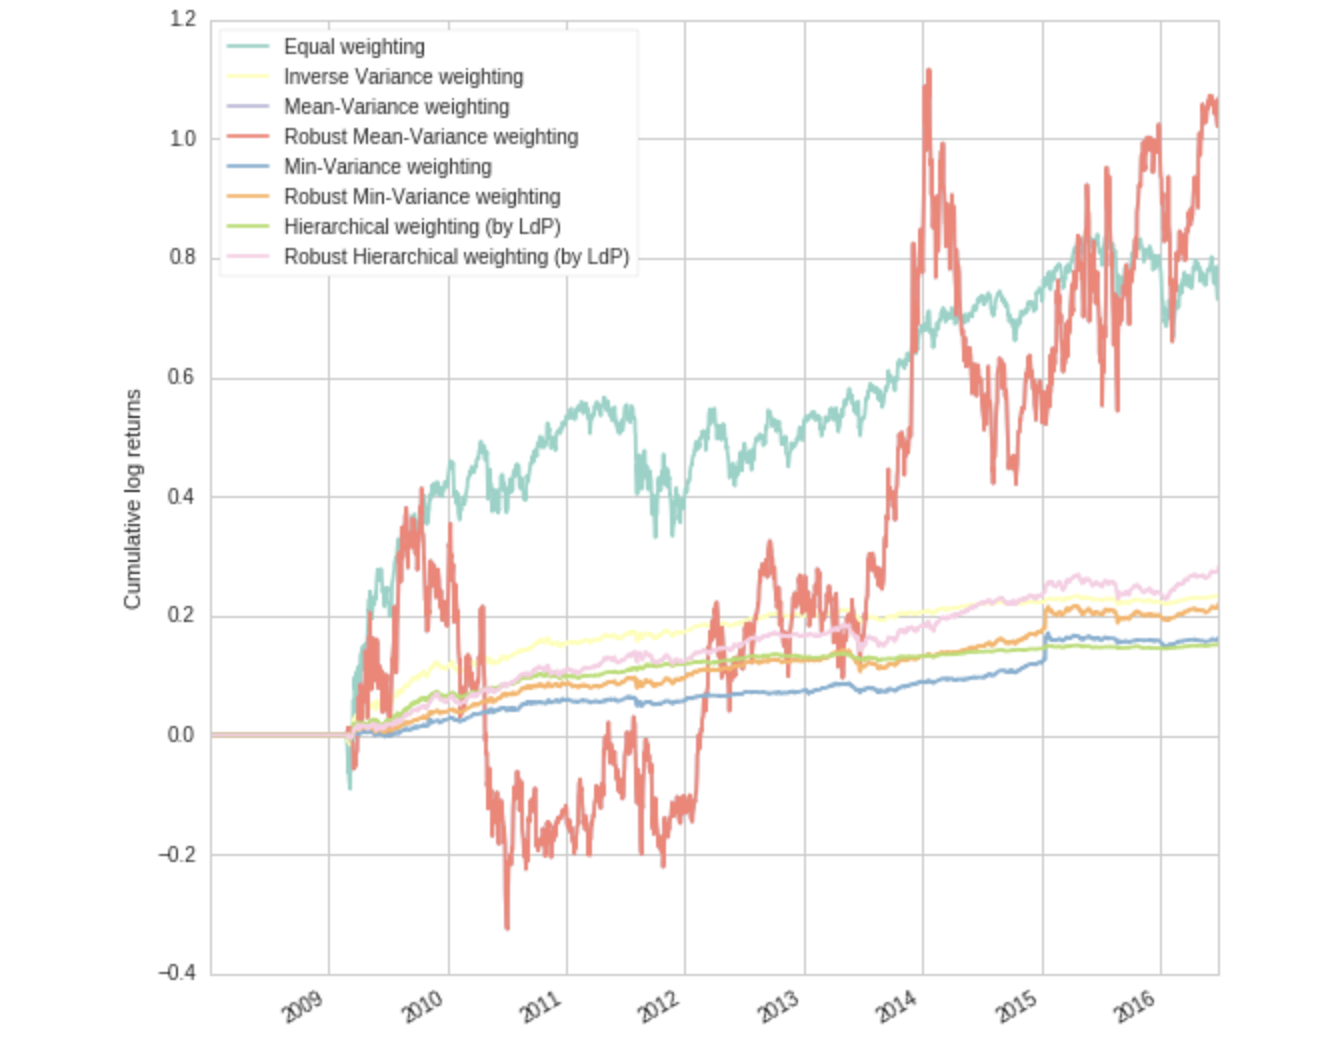 1.2
1.0
0.8
0.6
0.4
0.2
0.0
−0.2
−0.4
Cumulative log returns
Equal weighting
Inverse Variance weighting
Mean-Variance weighting
Robust Mean-Variance weighting
Min-Variance weighting
Robust Min-Variance weighting
Hierarchical weighting (by LdP)
Robust Hierarchical weighting (by LdP)
2009
2010
2011
2012
2013
2014
2015
2016